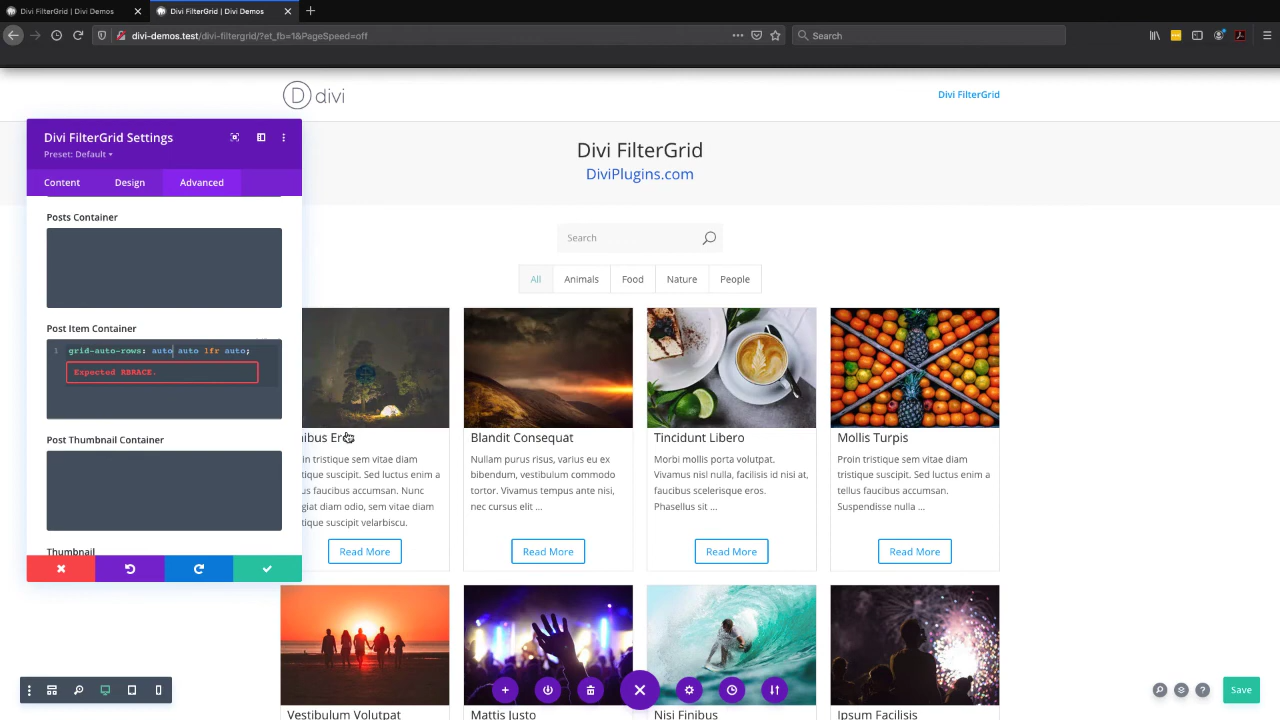 DiviFilterGrid | Divi Demos
Divi FilterGrid | Divi Demos
divi-demos.test/divi-filtergrid/?et_fb=1&PageSpeed=off
Search
divi
Divi FilterGrid
Divi FilterGrid Settings
Preset: Default
Content
Design
Advanced
Divi FilterGrid
DiviPlugins.com
Posts Container
Search
All
Animals
Food
Nature
People
Post Item Container
1 grid-auto-rows: auto auto 1fr auto;
Expected RBRACE.
Post Thumbnail Container
Thumbnail
nibus Eros
oin tristique sem vitae diam
stique suscipit. Sed luctus enim a
us faucibus accumsan. Nunc
giat diam odio, sem vitae diam
tique suscipit velarbiscu.
Read More
Blandit Consequat
Nullam purus risus, varius eu ex
bibendum, vestibulum commodo
tortor. Vivamus tempus ante nisi,
nec cursus elit ...
Read More
Tincidunt Libero
Morbi mollis porta volutpat.
Vivamus nisl nulla, facilisis id nisi at,
faucibus scelerisque eros.
Phasellus sit ...
Read More
Mollis Turpis
Proin tristique sem vitae diam
tristique suscipit. Sed luctus enim a
tellus faucibus accumsan.
Suspendisse nulla ...
Read More
Vestibulum Volutpat
Mattis Justo
Nisi Finibus
Ipsum Facilisis
Save